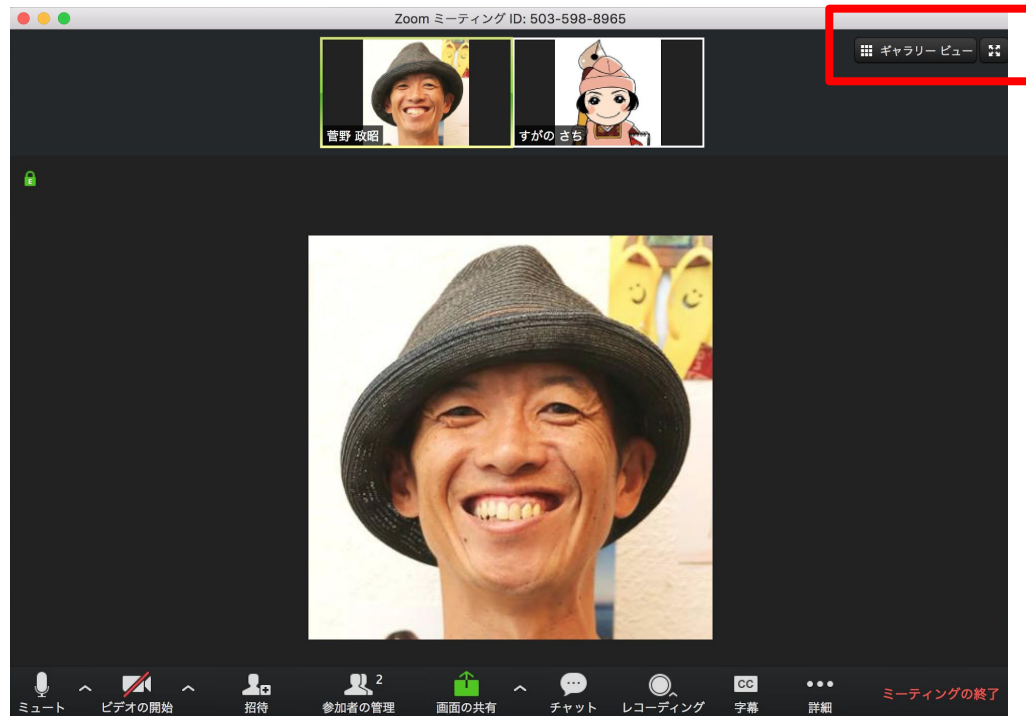 Zoom ミーティング ID: 503-598-8965
ギャラリー ビュー
菅野 政昭
すがの さち
E
2
CC
ミュート
ビデオの開始
招待
参加者の管理
画面の共有
チャット
レコーディング
字幕
詳細
ミーティングの終了